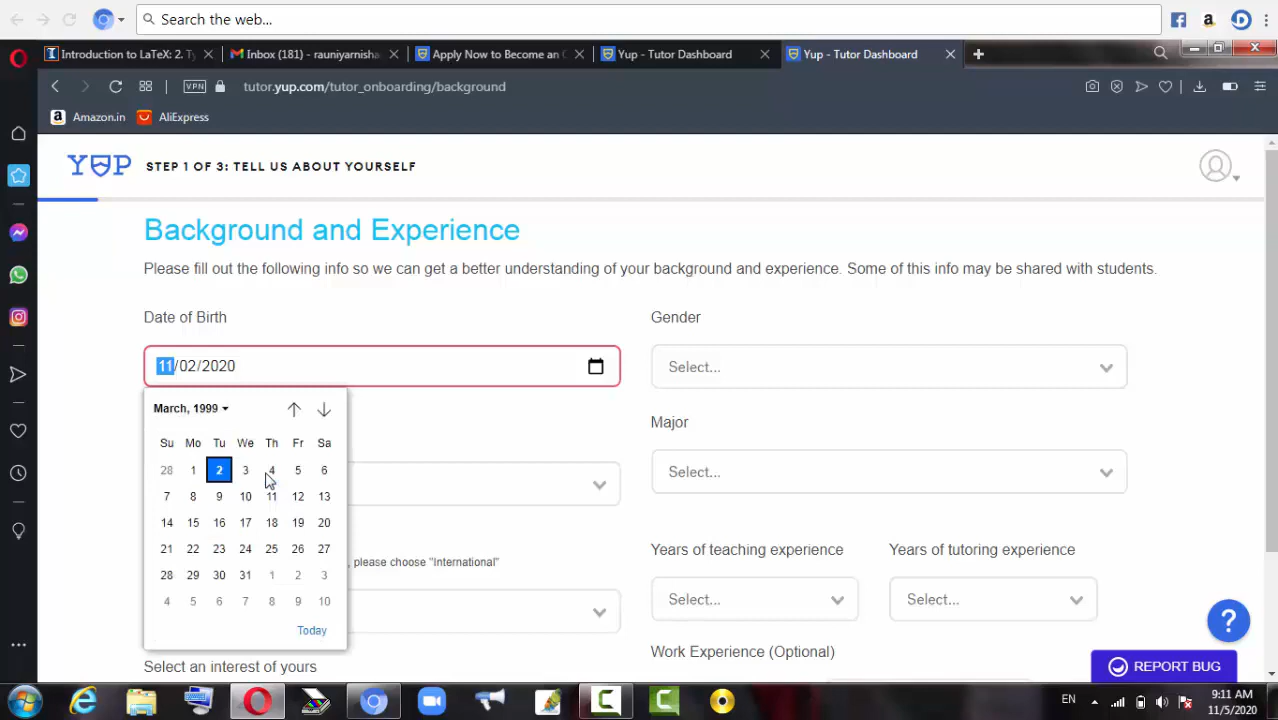 Search the web...
Introduction to LaTeX: 2. Ty
Inbox (181) - rauniyarnisha
Apply Now to Become an
Yup - Tutor Dashboard
Yup - Tutor Dashboard
VPN
tutor.yup.com/tutor_onboarding/background
Amazon.in
AliExpress
YUP
STEP 1 OF 3: TELL US ABOUT YOURSELF
Background and Experience
Please fill out the following info so we can get a better understanding of your background and experience. Some of this info may be shared with students.
Date of Birth
Gender
11/02/2020
Select...
March, 1999
Major
Su Mo Tu We Th Fr Sa
28 1 2 3 4 5 6
Select...
7 8 9 10 11 12 13
14 15 16 17 18 19 20
21 22 23 24 25 26 27
Years of teaching experience
Years of tutoring experience
, please choose "International"
28 29 30 31 1 2 3
4 5 6 7 8 9 10
Select...
Select...
Today
Work Experience (Optional)
Select an interest of yours
?
REPORT BUG
EN
9:11 AM
11/5/2020